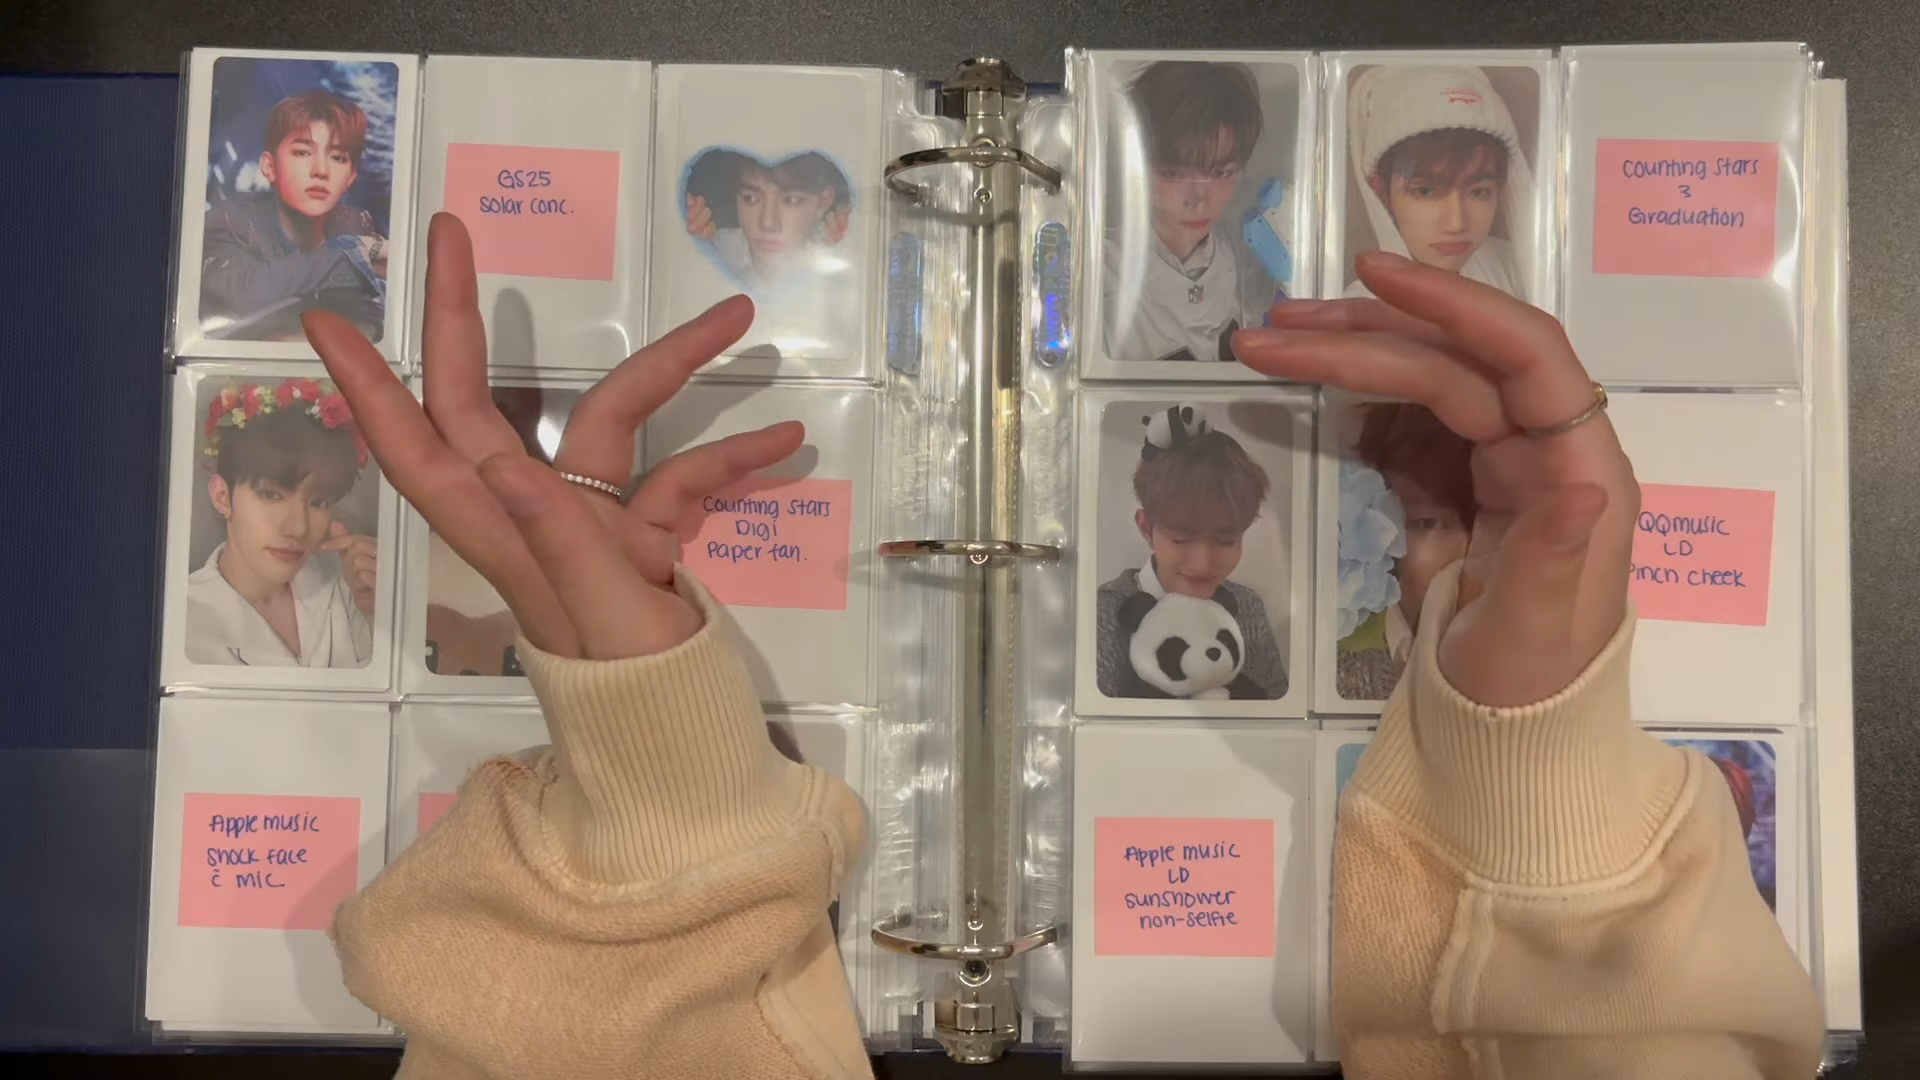 GS25
Solar conc.
Counting Stars
3
Graduation
Counting Stars
Digi
Paper fan.
QQmusic
LD
Pinch cheek
Apple music
Shock face
c̄ mic
Apple music
LD
sunshower
non-selfie